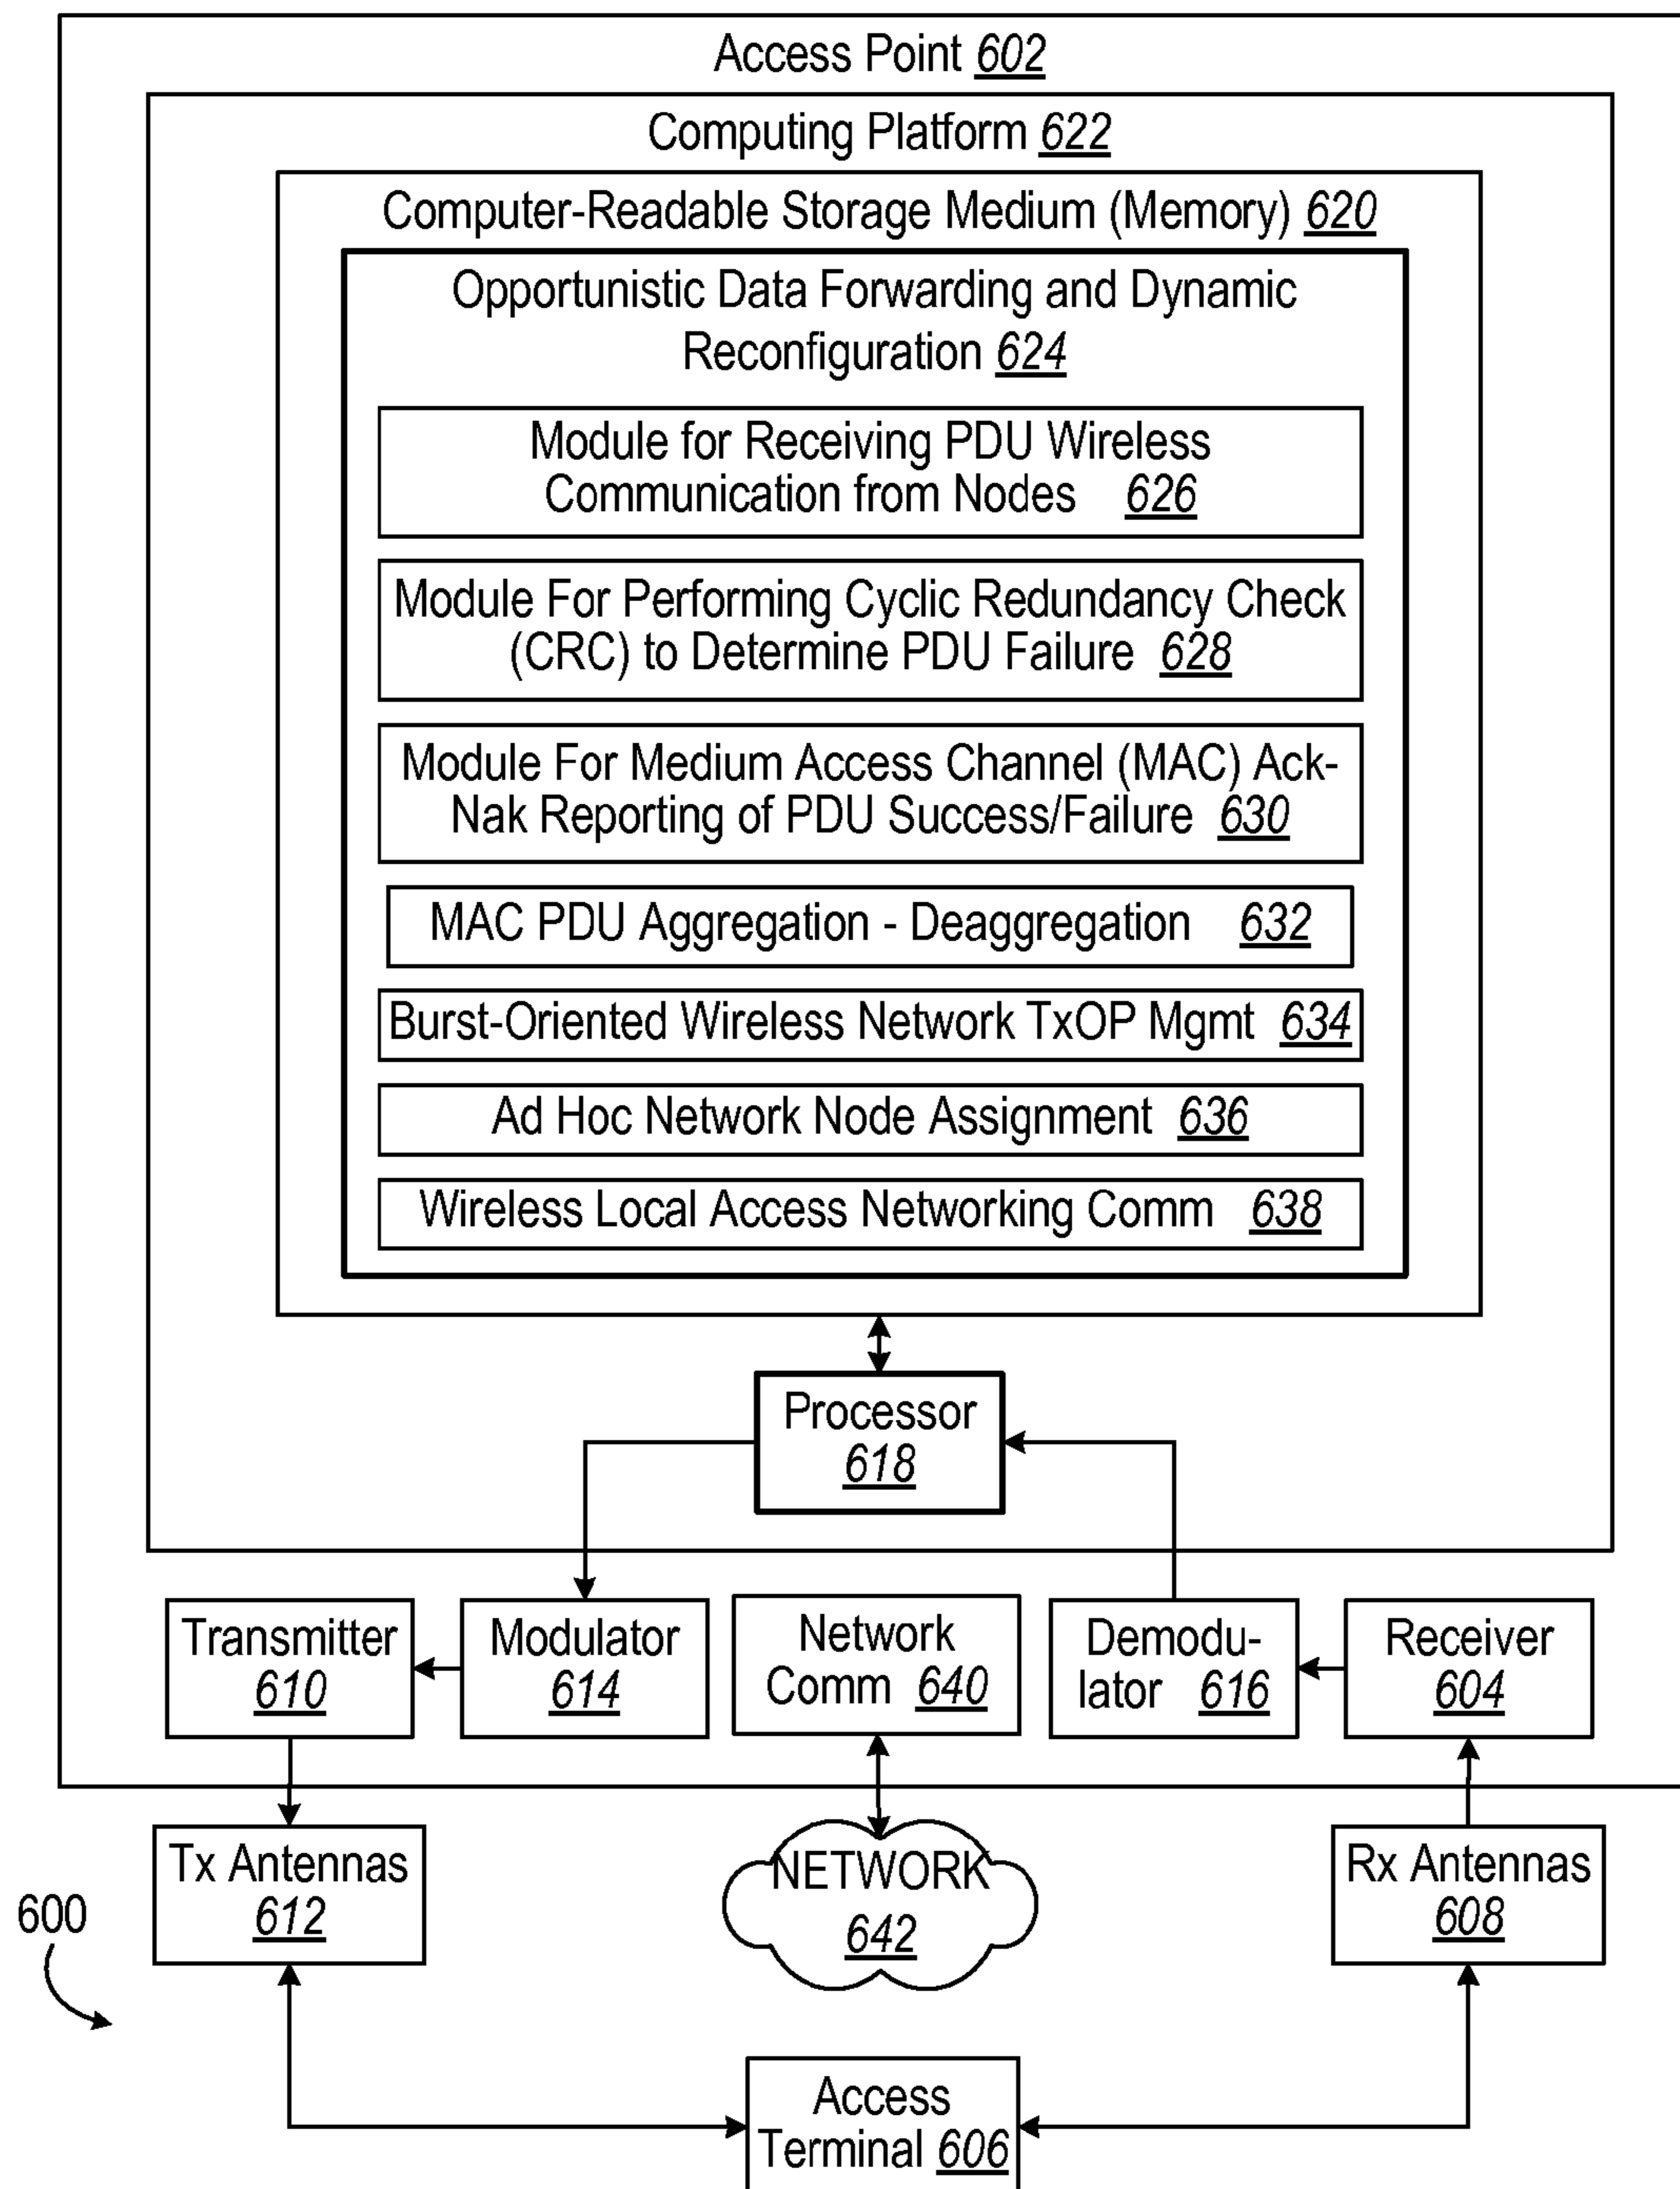 Access Point 602
Computing Platform 622
Computer-Readable Storage Medium (Memory) 620
Opportunistic Data Forwarding and Dynamic
Reconfiguration 624
Module for Receiving PDU Wireless
Communication from Nodes 626
Module For Performing Cyclic Redundancy Check
(CRC) to Determine PDU Failure 628
Module For Medium Access Channel (MAC) Ack-
Nak Reporting of PDU Success/Failure 630
MAC PDU Aggregation - Deaggregation 632
Burst-Oriented Wireless Network TxOP Mgmt 634
Ad Hoc Network Node Assignment 636
Wireless Local Access Networking Comm 638
Processor
618
Transmitter
610
Modulator
614
Network
Comm 640
Demodu-
lator 616
Receiver
604
Tx Antennas
612
NETWORK
642
Rx Antennas
608
600
Access
Terminal 606